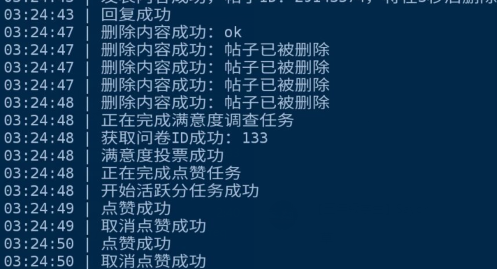 03:24:43 | 回复成功
03:24:47 | 删除内容成功: ok
03:24:47 | 删除内容成功: 帖子已被删除
03:24:47 | 删除内容成功: 帖子已被删除
03:24:47 | 删除内容成功: 帖子已被删除
03:24:48 | 删除内容成功: 帖子已被删除
03:24:48 | 正在完成满意度调查任务
03:24:48 | 获取问卷ID成功: 133
03:24:48 | 满意度投票成功
03:24:48 | 正在完成点赞任务
03:24:48 | 开始活跃分任务成功
03:24:49 | 点赞成功
03:24:49 | 取消点赞成功
03:24:50 | 点赞成功
03:24:50 | 取消点赞成功